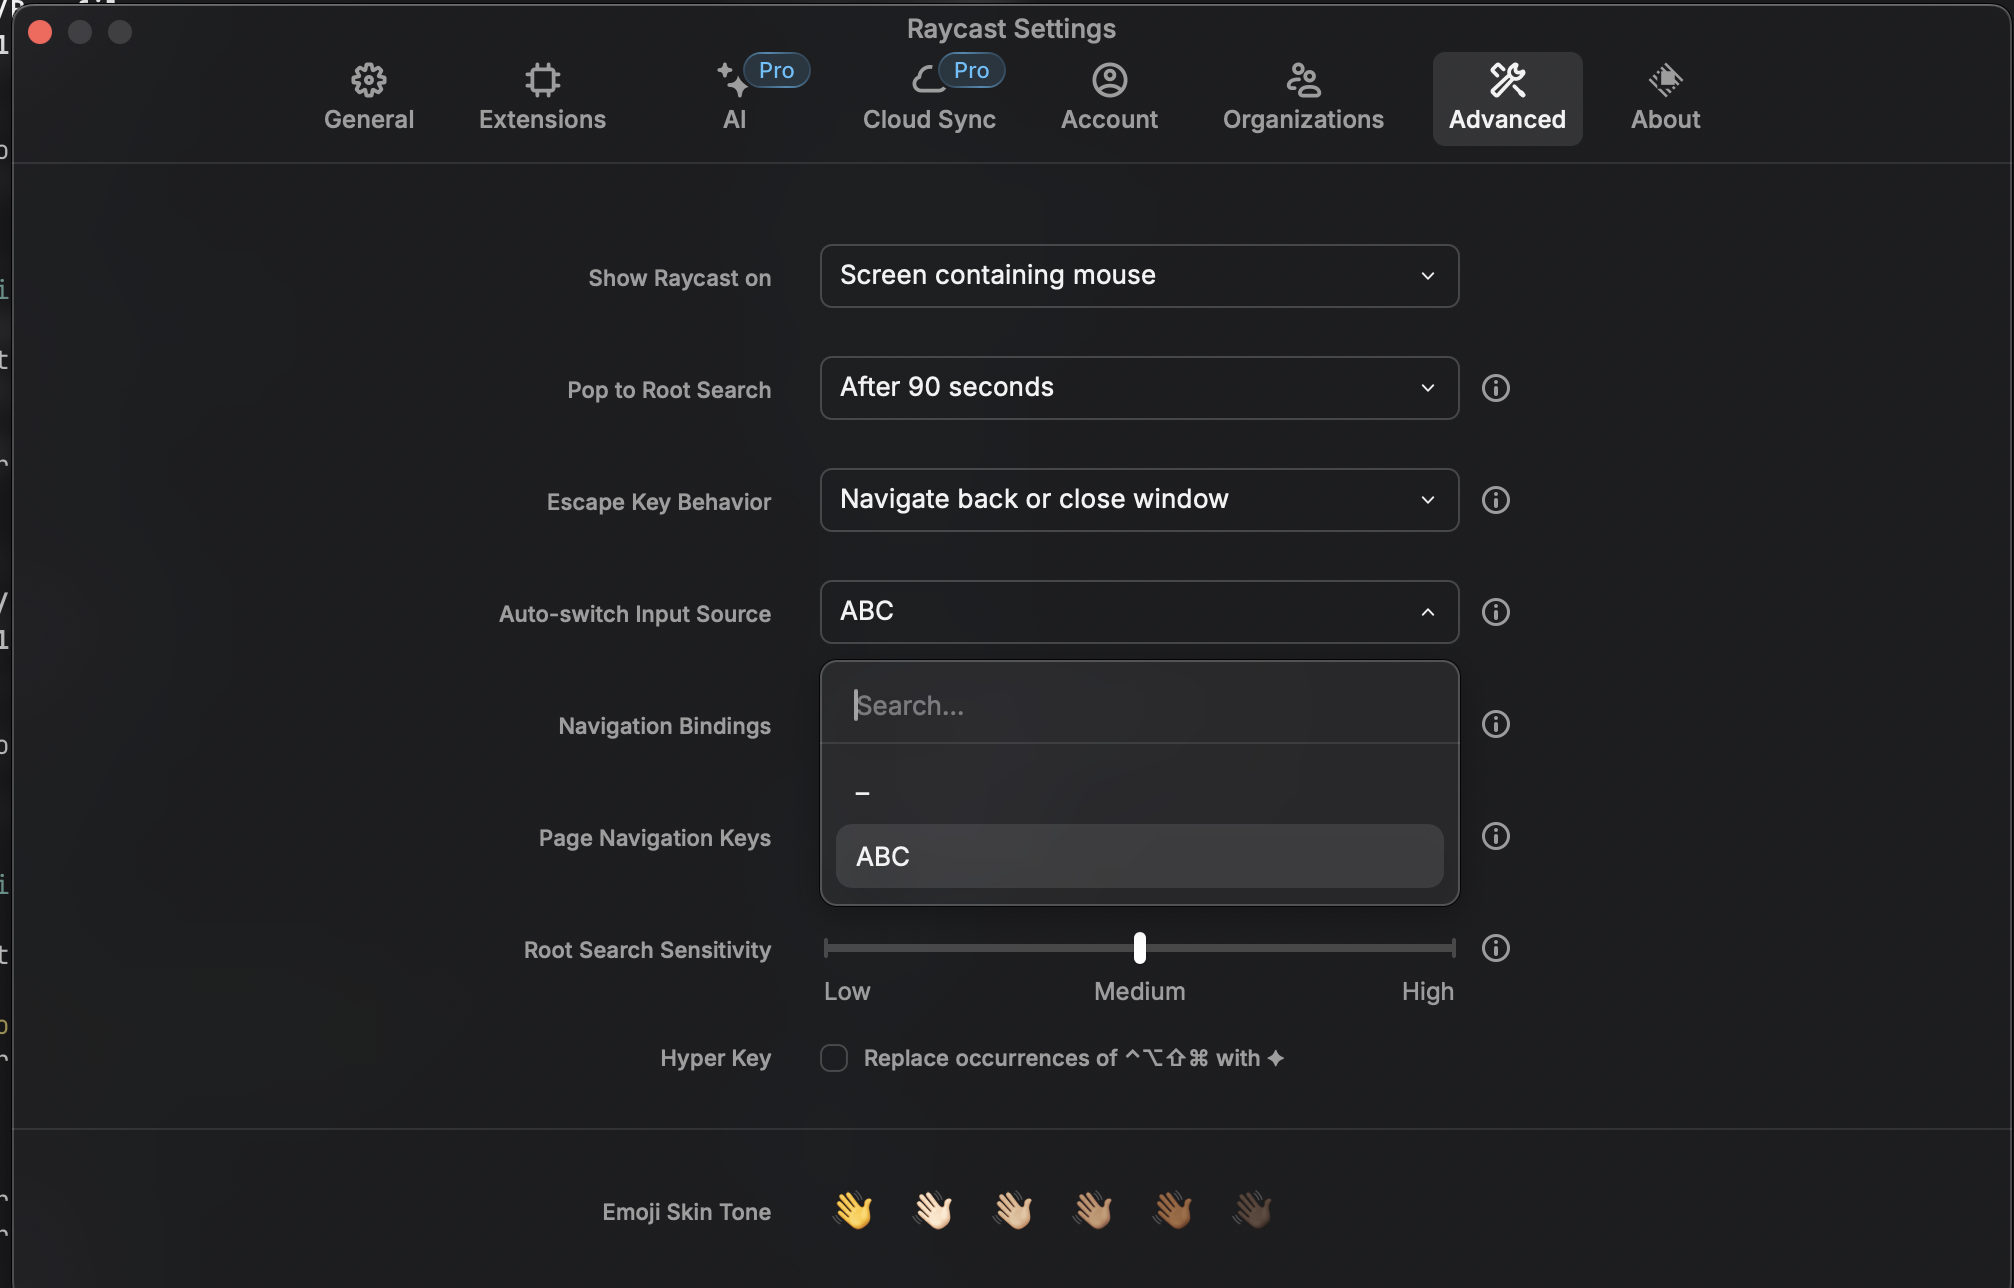 Raycast Settings
General
Extensions
Pro
AI
Pro
Cloud Sync
Account
Organizations
Advanced
About
Show Raycast on
Screen containing mouse
Pop to Root Search
After 90 seconds
Escape Key Behavior
Navigate back or close window
Auto-switch Input Source
ABC
Search...
Navigation Bindings
–
Page Navigation Keys
ABC
Root Search Sensitivity
Low Medium High
Hyper Key
Replace occurrences of ^⌥⇧⌘ with ✦
Emoji Skin Tone